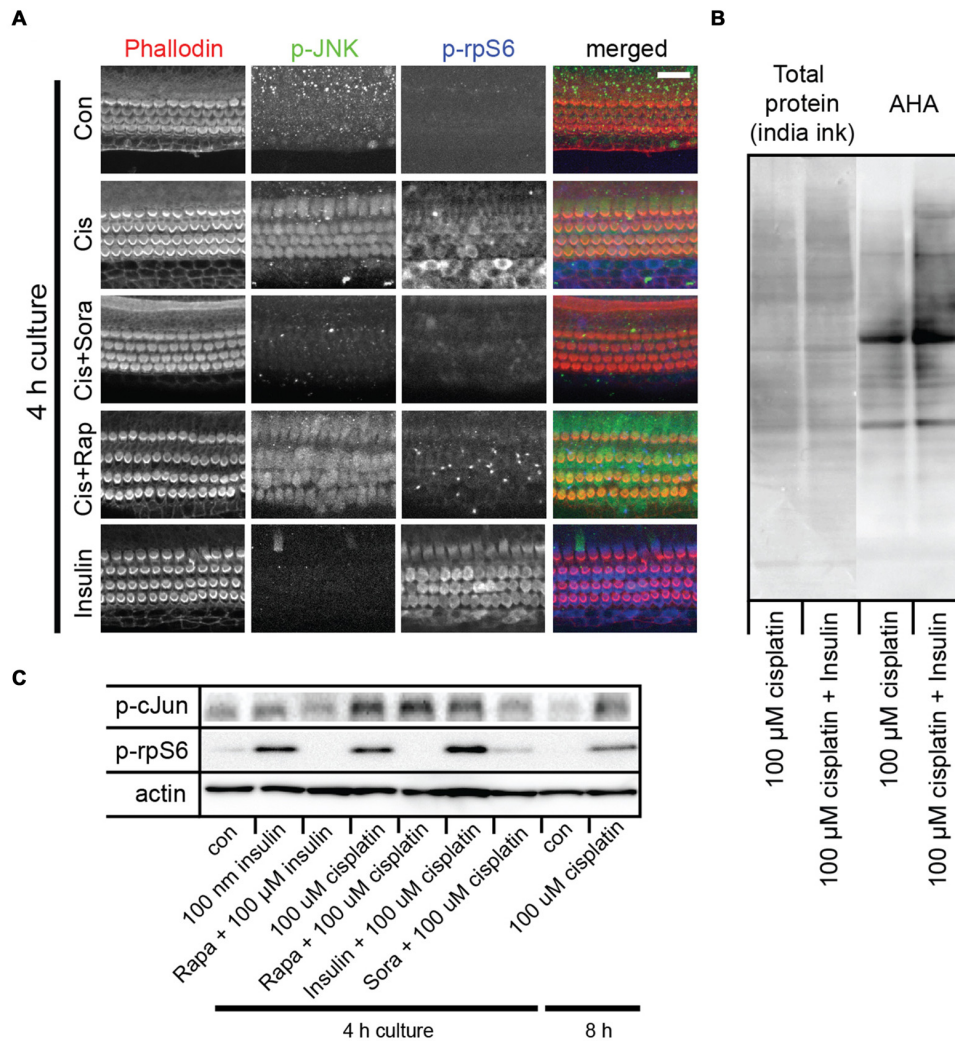 A
Phallodin
p-JNK
p-rpS6
merged
4 h culture
Con
Cis
Cis+Sora
Cis+Rap
Insulin
B
Total
protein
(india ink)
AHA
100 µM cisplatin
100 µM cisplatin + Insulin
100 µM cisplatin
100 µM cisplatin + Insulin
C
p-cJun
p-rpS6
actin
con
100 nm insulin
Rapa + 100 µM insulin
100 uM cisplatin
Rapa + 100 uM cisplatin
Insulin + 100 uM cisplatin
Sora + 100 uM cisplatin
con
100 uM cisplatin
4 h culture
8 h